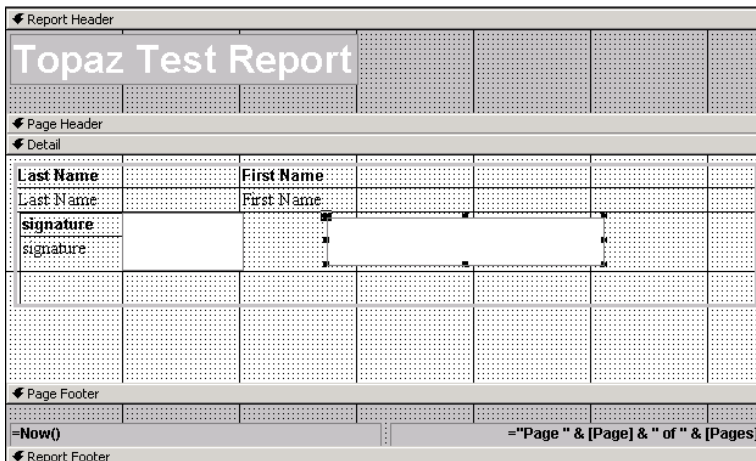 Report Header
Topaz Test Report
Page Header
Detail
Last Name First Name
Last Name First Name
signature
signature
Page Footer
=Now() ="Page " & [Page] & " of " & [Pages]
Report Footer